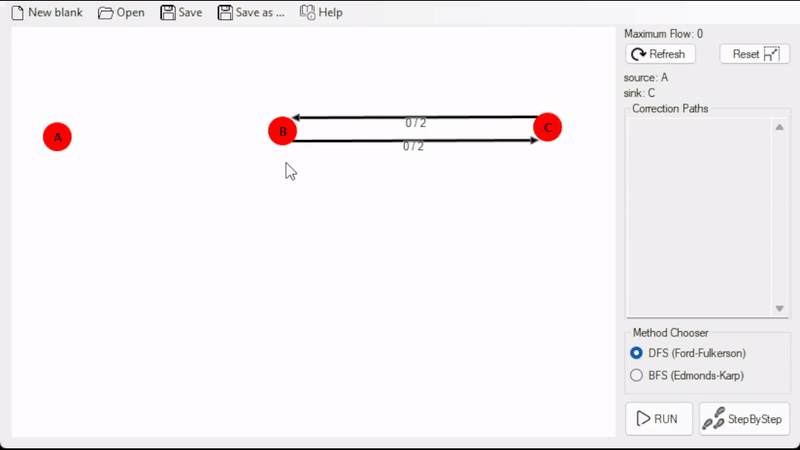 New blank Open Save Save as ... Help
Maximum Flow: 0
Refresh Reset
source: A
sink: C
Correction Paths
A B C
0 / 2
0 / 2
Method Chooser
DFS (Ford-Fulkerson)
BFS (Edmonds-Karp)
RUN StepByStep